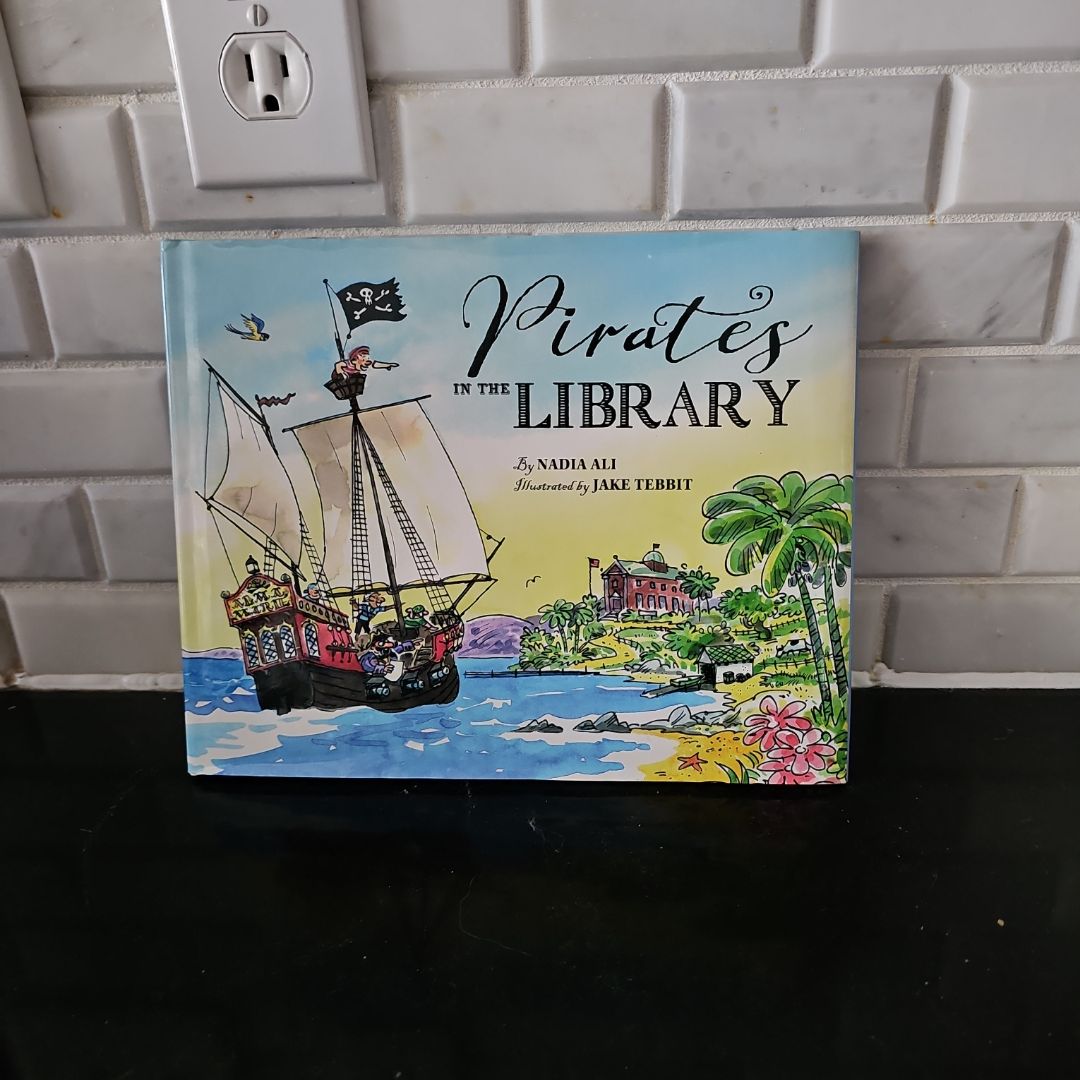 Pirates
IN THE LIBRARY
By NADIA ALI
Illustrated by JAKE TEBBIT